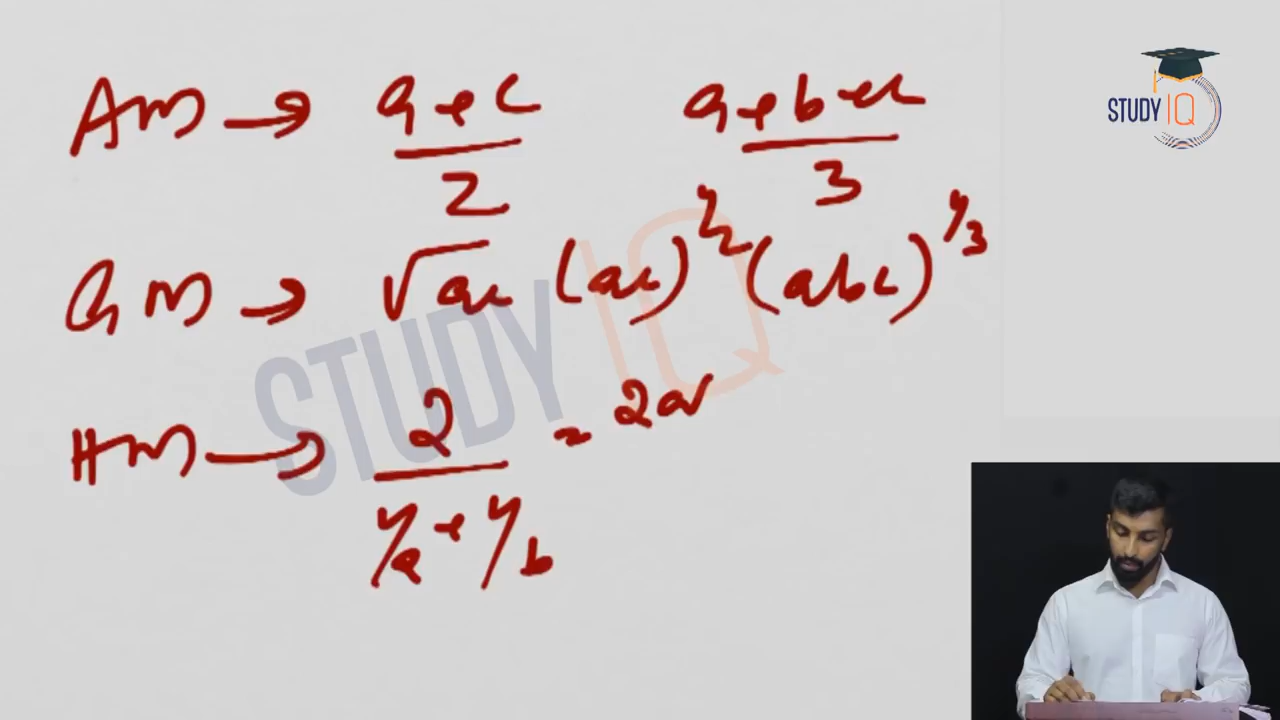 STUDY IQ
AM → a+c/2 a+b+c/3
GM → √ac (ac)^1/2 (abc)^1/3
HM → 2/(1/a + 1/b) = 2a
STUDY IQ